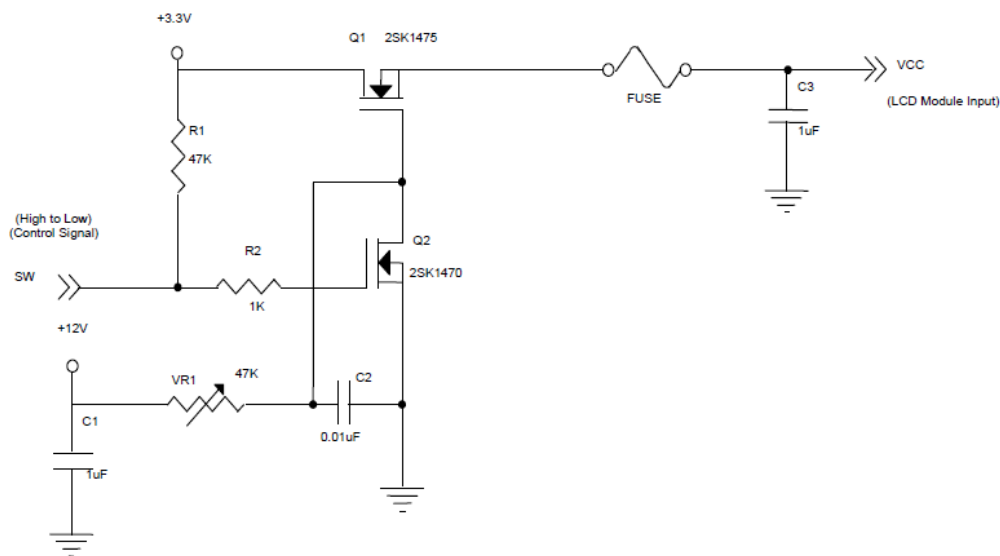 +3.3V
Q1 2SK1475
VCC
FUSE
C3
(LCD Module Input)
1uF
R1
47K
(High to Low)
(Control Signal)
SW
R2
1K
Q2
2SK1470
+12V
VR1
47K
C2
C1
0.01uF
1uF